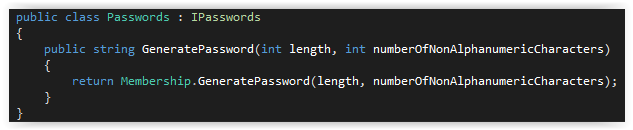 public class Passwords : IPasswords
{
    public string GeneratePassword(int length, int numberOfNonAlphanumericCharacters)
    {
        return Membership.GeneratePassword(length, numberOfNonAlphanumericCharacters);
    }
}